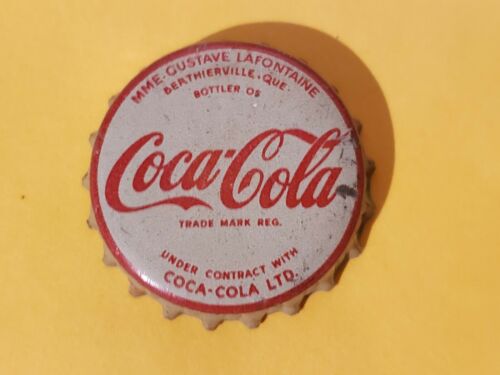 MME. GUSTAVE LAFONTAINE
BERTHIERVILLE, QUE.
BOTTLER OS
Coca-Cola
TRADE MARK REG.
UNDER CONTRACT WITH
COCA-COLA LTD.